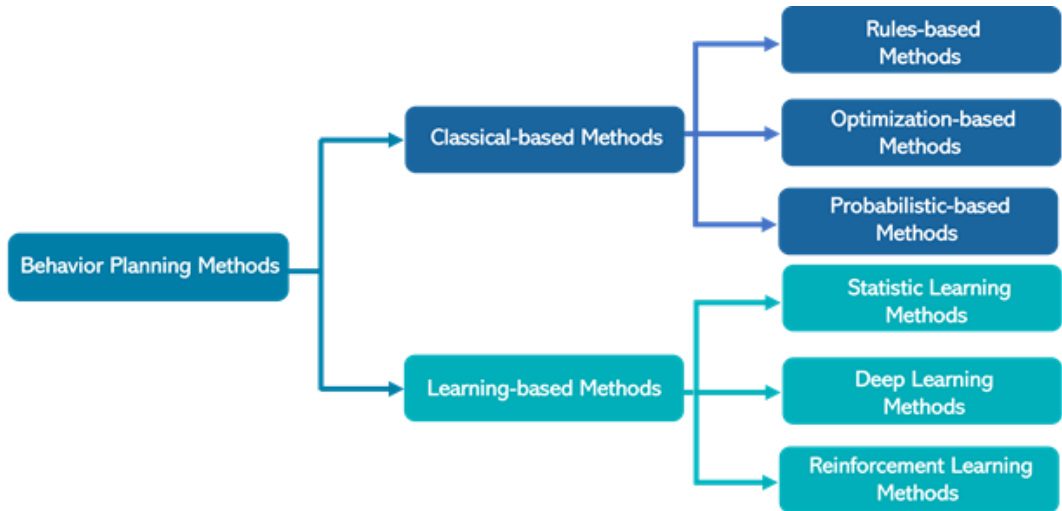 Behavior Planning Methods
Classical-based Methods
Rules-based
Methods
Optimization-based
Methods
Probabilistic-based
Methods
Learning-based Methods
Statistic Learning
Methods
Deep Learning
Methods
Reinforcement Learning
Methods